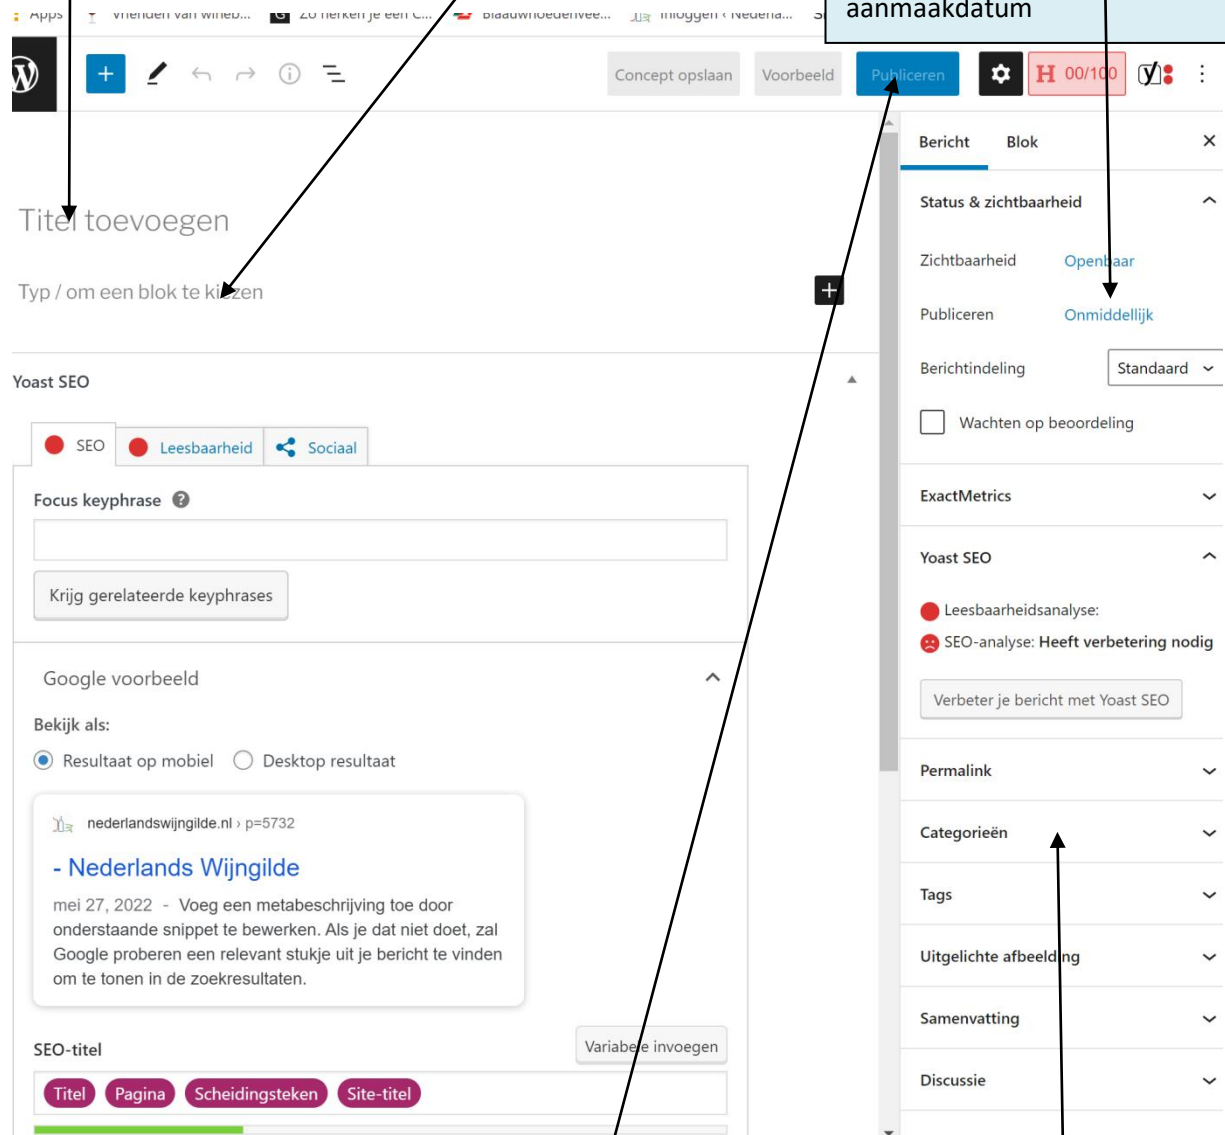 Apps Vrienden van wineb... Zo herken je een C... Blaauwhoedenvee... Inloggen ‹ Nederla...
aanmaakdatum
Concept opslaan Voorbeeld Publiceren H 00/100
Bericht Blok
Status & zichtbaarheid
Titel toevoegen
Zichtbaarheid Openbaar
Typ / om een blok te kiezen
Publiceren Onmiddellijk
Berichtindeling Standaard
Yoast SEO
Wachten op beoordeling
SEO Leesbaarheid Sociaal
Focus keyphrase
ExactMetrics
Yoast SEO
Krijg gerelateerde keyphrases
Leesbaarheidsanalyse:
SEO-analyse: Heeft verbetering nodig
Google voorbeeld
Verbeter je bericht met Yoast SEO
Bekijk als:
Resultaat op mobiel Desktop resultaat
Permalink
nederlandswijngilde.nl › p=5732
Categorieën
- Nederlands Wijngilde
mei 27, 2022 - Voeg een metabeschrijving toe door
onderstaande snippet te bewerken. Als je dat niet doet, zal
Google proberen een relevant stukje uit je bericht te vinden
om te tonen in de zoekresultaten.
Tags
Uitgelichte afbeelding
Samenvatting
SEO-titel Variabele invoegen
Discussie
Titel Pagina Scheidingsteken Site-titel